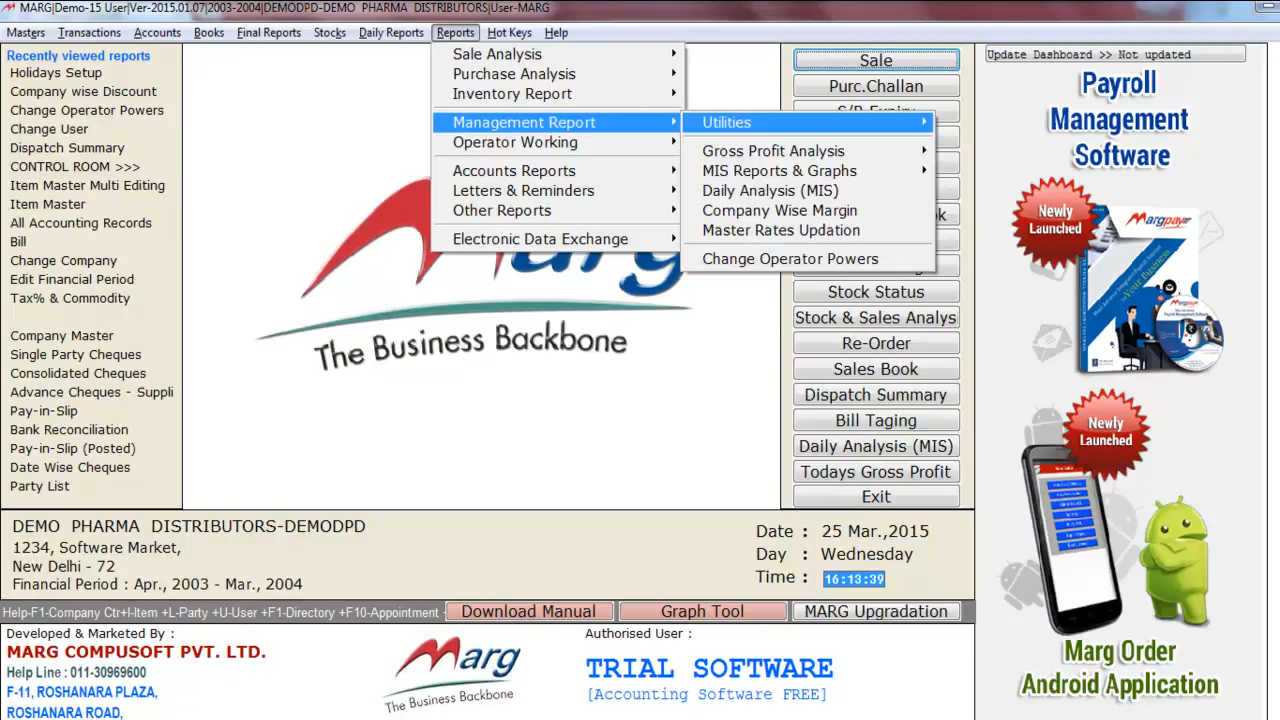 MARG|Demo-15 User|Ver-2015.01.07|2003-2004|DEMODPD-DEMO PHARMA DISTRIBUTORS|User-MARG
Masters Transactions Accounts Books Final Reports Stocks Daily Reports Reports Hot Keys Help
Recently viewed reports
Holidays Setup
Company wise Discount
Change Operator Powers
Change User
Dispatch Summary
CONTROL ROOM >>>
Item Master Multi Editing
Item Master
All Accounting Records
Bill
Change Company
Edit Financial Period
Tax% & Commodity
Company Master
Single Party Cheques
Consolidated Cheques
Advance Cheques - Suppli
Pay-in-Slip
Bank Reconciliation
Pay-in-Slip (Posted)
Date Wise Cheques
Party List
Sale Analysis
Purchase Analysis
Inventory Report
Management Report
Operator Working
Accounts Reports
Letters & Reminders
Other Reports
Electronic Data Exchange
Utilities
Gross Profit Analysis
MIS Reports & Graphs
Daily Analysis (MIS)
Company Wise Margin
Master Rates Updation
Change Operator Powers
Marg
The Business Backbone
Sale
Purc.Challan
Stock Status
Stock & Sales Analys
Re-Order
Sales Book
Dispatch Summary
Bill Taging
Daily Analysis (MIS)
Todays Gross Profit
Exit
Update Dashboard >> Not updated
Payroll
Management
Software
Newly
Launched
Margpay
Newly
Launched
Marg Order
Android Application
DEMO PHARMA DISTRIBUTORS-DEMODPD
1234, Software Market,
New Delhi - 72
Financial Period : Apr., 2003 - Mar., 2004
Date : 25 Mar.,2015
Day : Wednesday
Time : 16:13:39
Help-F1-Company Ctr+I-Item +L-Party +U-User +F1-Directory +F10-Appointment
Download Manual
Graph Tool
MARG Upgradation
Developed & Marketed By :
MARG COMPUSOFT PVT. LTD.
Help Line : 011-30969600
F-11, ROSHANARA PLAZA,
ROSHANARA ROAD,
Marg
The Business Backbone
Authorised User :
TRIAL SOFTWARE
[Accounting Software FREE]